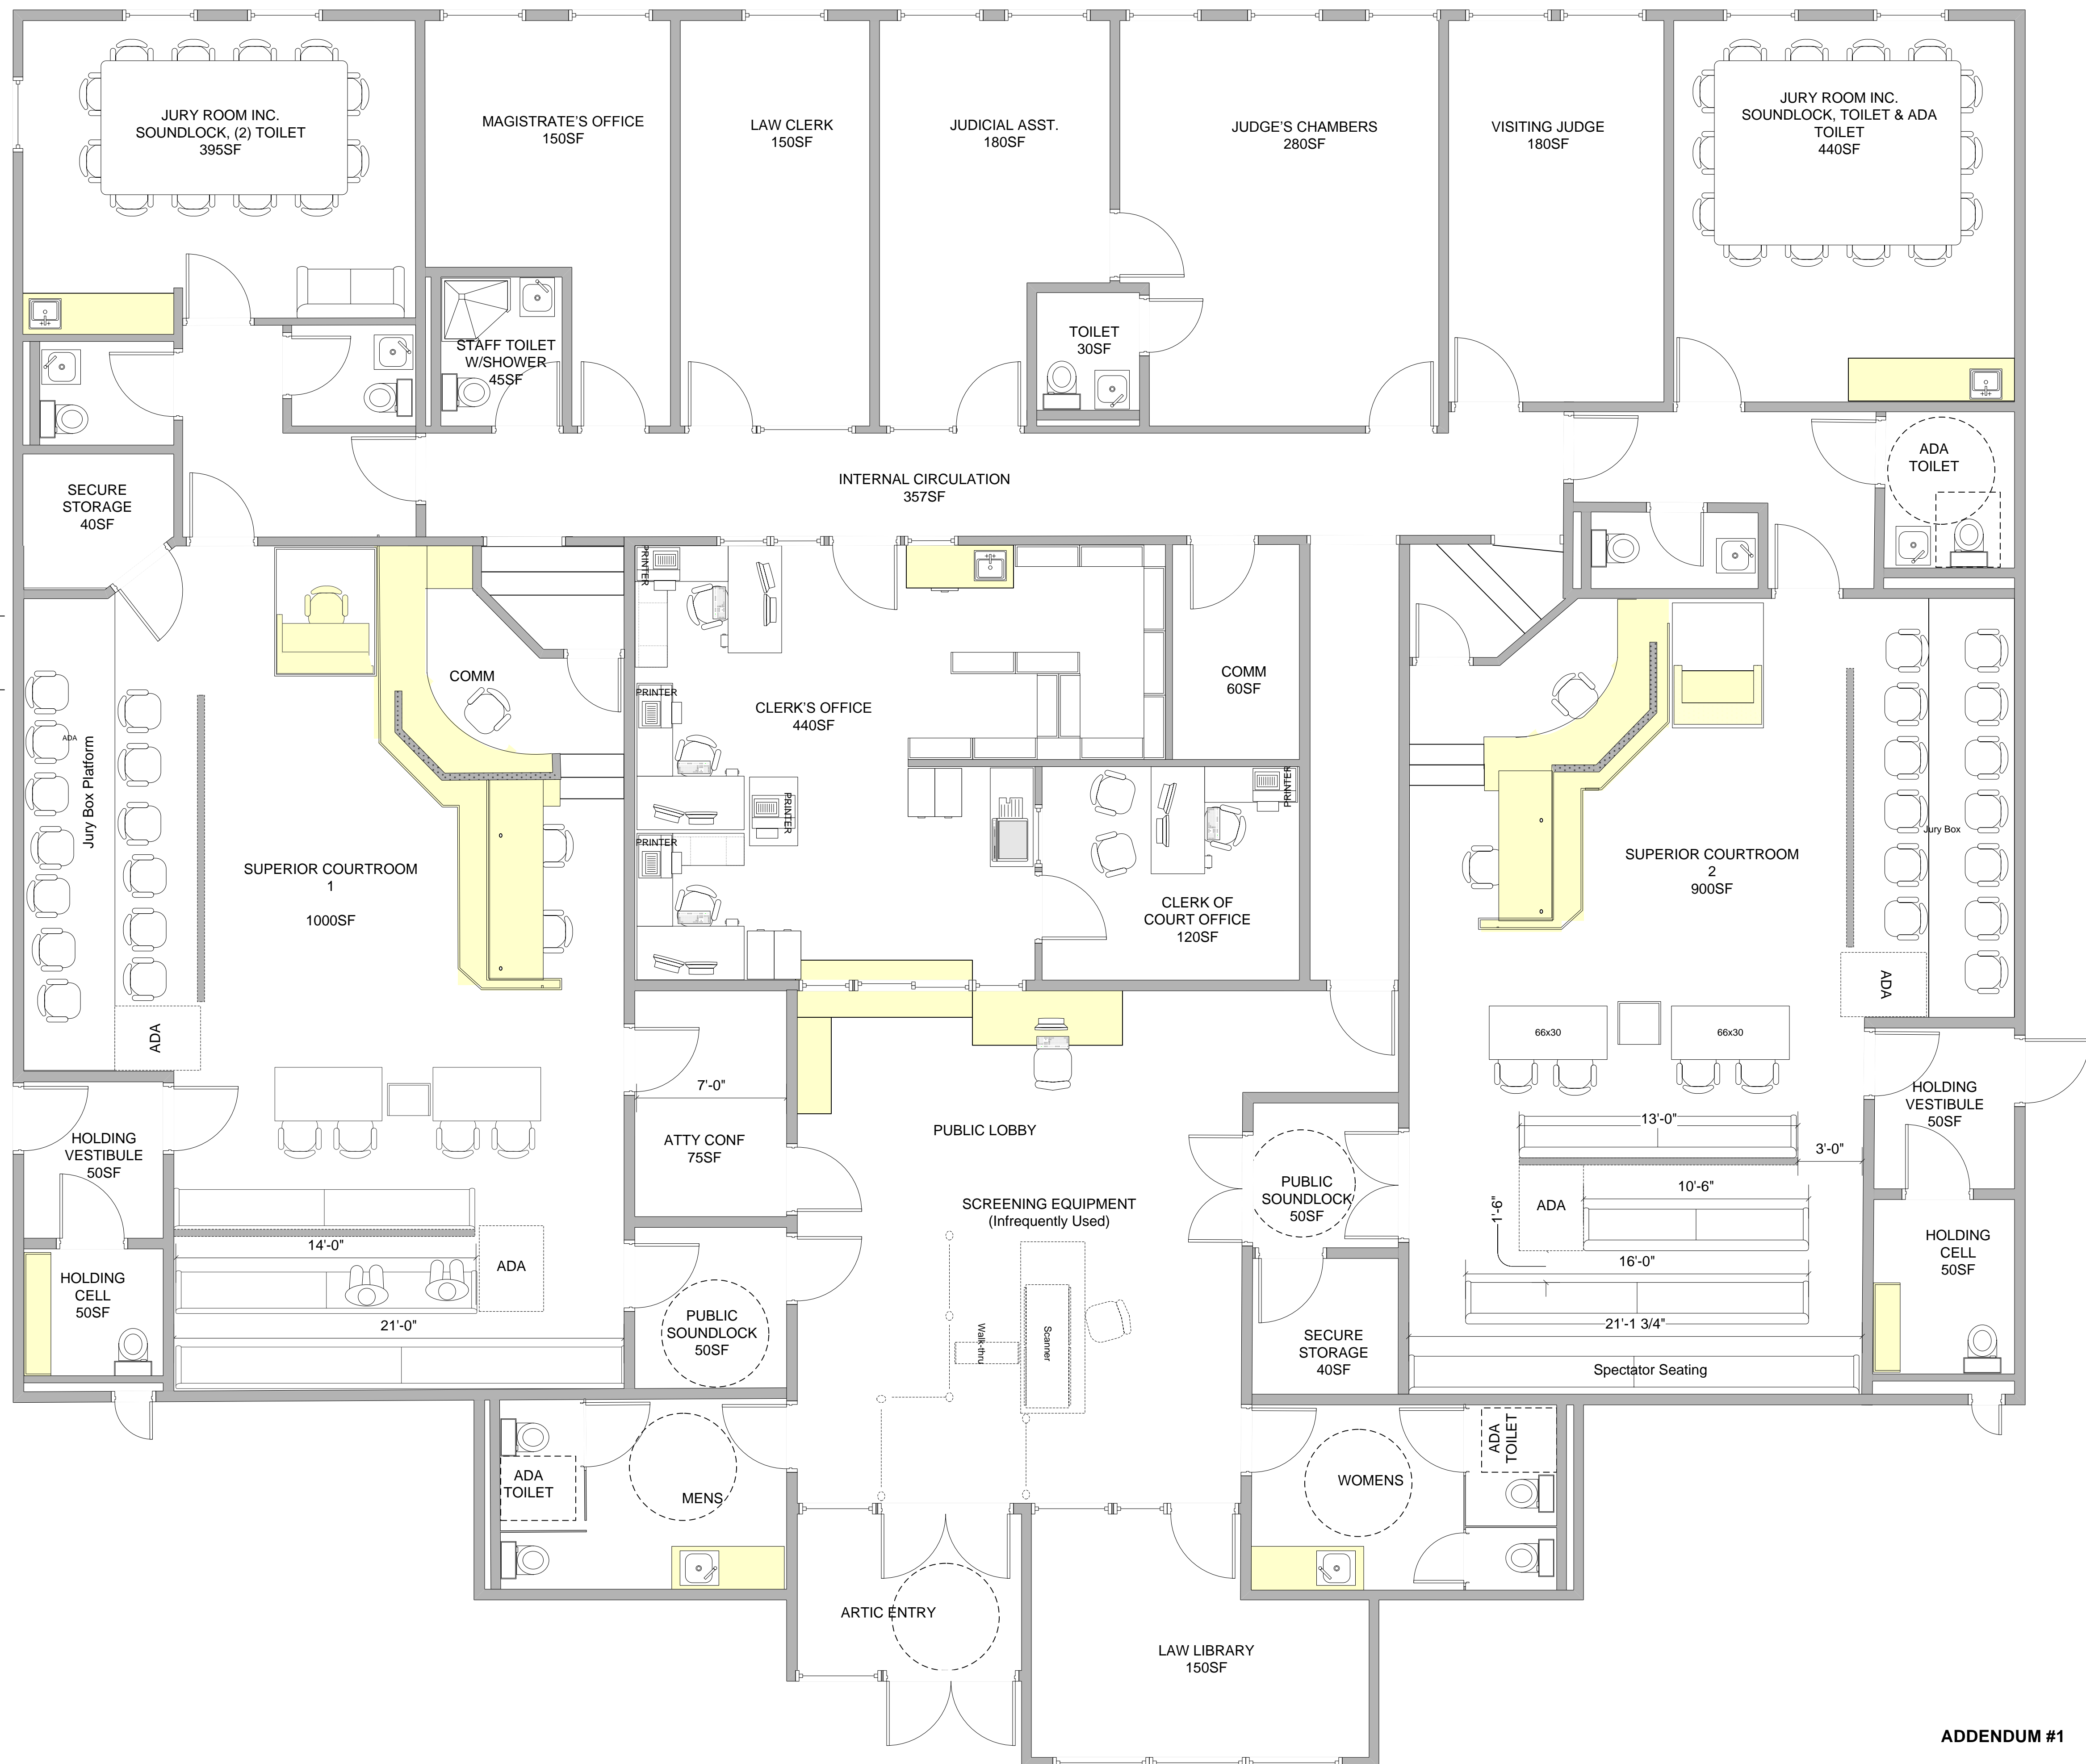 JURY ROOM INC.
SOUNDLOCK, (2) TOILET
395SF
MAGISTRATE'S OFFICE
150SF
LAW CLERK
150SF
JUDICIAL ASST.
180SF
JUDGE'S CHAMBERS
280SF
VISITING JUDGE
180SF
JURY ROOM INC.
SOUNDLOCK, TOILET & ADA
TOILET
440SF
STAFF TOILET
W/SHOWER
45SF
TOILET
30SF
ADA
TOILET
SECURE
STORAGE
40SF
INTERNAL CIRCULATION
357SF
PRINTER
COMM
PRINTER
CLERK'S OFFICE
440SF
COMM
60SF
ADA
Jury Box Platform
PRINTER
PRINTER
PRINTER
Jury Box
SUPERIOR COURTROOM
1
1000SF
CLERK OF
COURT OFFICE
120SF
SUPERIOR COURTROOM
2
900SF
ADA
ADA
66x30
66x30
7'-0"
ATTY CONF
75SF
PUBLIC LOBBY
HOLDING
VESTIBULE
50SF
HOLDING
VESTIBULE
50SF
13'-0"
3'-0"
SCREENING EQUIPMENT
(Infrequently Used)
PUBLIC
SOUNDLOCK
50SF
10'-6"
ADA
1'-6"
16'-0"
14'-0"
ADA
HOLDING
CELL
50SF
HOLDING
CELL
50SF
21'-0"
PUBLIC
SOUNDLOCK
50SF
Walk-thru
Scanner
SECURE
STORAGE
40SF
21'-1 3/4"
Spectator Seating
ADA
TOILET
MENS
WOMENS
ADA
TOILET
ARTIC ENTRY
LAW LIBRARY
150SF
ADDENDUM #1